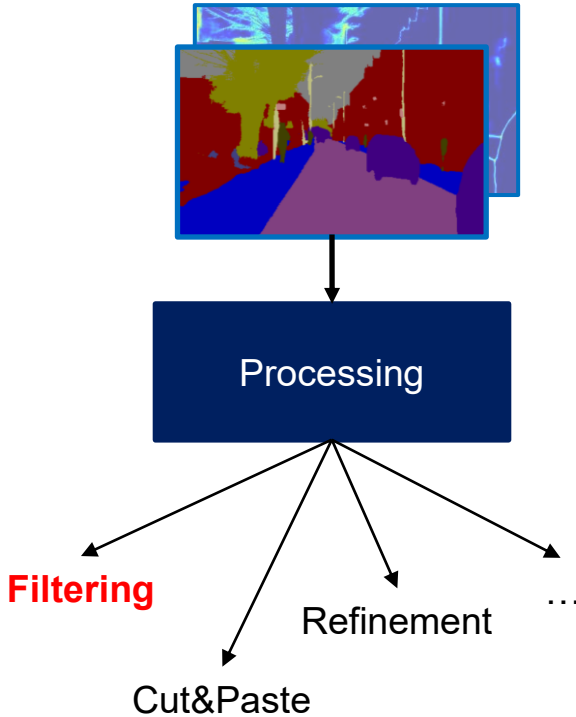 Processing
Filtering
Refinement
...
Cut&Paste